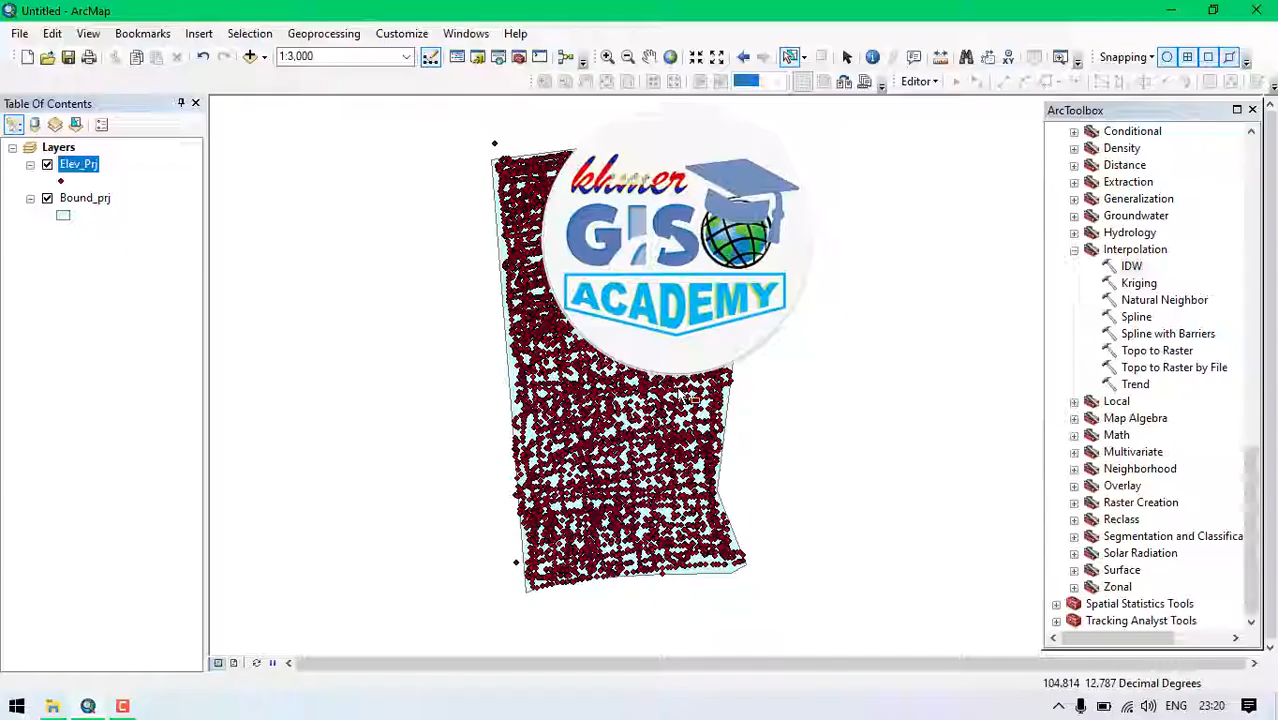 Untitled - ArcMap
File Edit View Bookmarks Insert Selection Geoprocessing Customize Windows Help
1:3,000
Snapping
Editor
Table Of Contents
Layers
Elev_Prj
Bound_prj
khmer
GIS
ACADEMY
ArcToolbox
Conditional
Density
Distance
Extraction
Generalization
Groundwater
Hydrology
Interpolation
IDW
Kriging
Natural Neighbor
Spline
Spline with Barriers
Topo to Raster
Topo to Raster by File
Trend
Local
Map Algebra
Math
Multivariate
Neighborhood
Overlay
Raster Creation
Reclass
Segmentation and Classifica
Solar Radiation
Surface
Zonal
Spatial Statistics Tools
Tracking Analyst Tools
104.814 12.787 Decimal Degrees
ENG 23:20